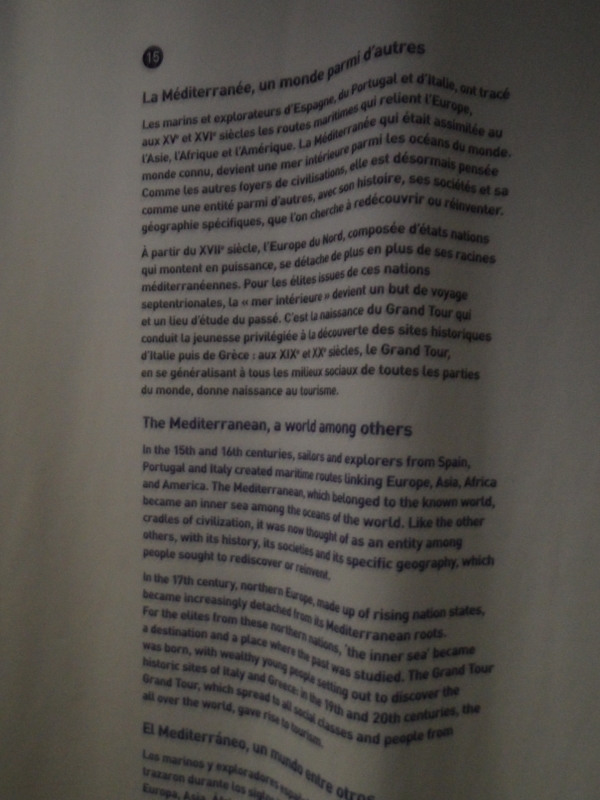 15
La Méditerranée, un monde parmi d'autres
Les marins et explorateurs d'Espagne, du Portugal et d'Italie, ont tracé
aux XVᵉ et XVIᵉ siècles les routes maritimes qui relient l'Europe,
l'Asie, l'Afrique et l'Amérique. La Méditerranée qui était assimilée au
monde connu, devient une mer intérieure parmi les océans du monde.
Comme les autres foyers de civilisations, elle est désormais pensée
comme une entité parmi d'autres, avec son histoire, ses sociétés et sa
géographie spécifiques, que l'on cherche à redécouvrir ou réinventer.
À partir du XVIIᵉ siècle, l'Europe du Nord, composée d'états nations
qui montent en puissance, se détache de plus en plus de ses racines
méditerranéennes. Pour les élites issues de ces nations
septentrionales, la « mer intérieure » devient un but de voyage
et un lieu d'étude du passé. C'est la naissance du Grand Tour qui
conduit la jeunesse privilégiée à la découverte des sites historiques
d'Italie puis de Grèce : aux XIXᵉ et XXᵉ siècles, le Grand Tour,
en se généralisant à tous les milieux sociaux de toutes les parties
du monde, donne naissance au tourisme.
The Mediterranean, a world among others
In the 15th and 16th centuries, sailors and explorers from Spain,
Portugal and Italy created maritime routes linking Europe, Asia, Africa
and America. The Mediterranean, which belonged to the known world,
became an inner sea among the oceans of the world. Like the other
cradles of civilization, it was now thought of as an entity among
others, with its history, its societies and its specific geography, which
people sought to rediscover or reinvent.
In the 17th century, northern Europe, made up of rising nation states,
became increasingly detached from its Mediterranean roots.
For the elites from these northern nations, 'the inner sea' became
a destination and a place where the past was studied. The Grand Tour
was born, with wealthy young people setting out to discover the
historic sites of Italy and Greece: in the 19th and 20th centuries, the
Grand Tour, which spread to all social classes and people from
all over the world, gave rise to tourism.
El Mediterráneo, un mundo entre otros
Los marinos y exploradores
trazaron durante los siglos
Europa, Asia,